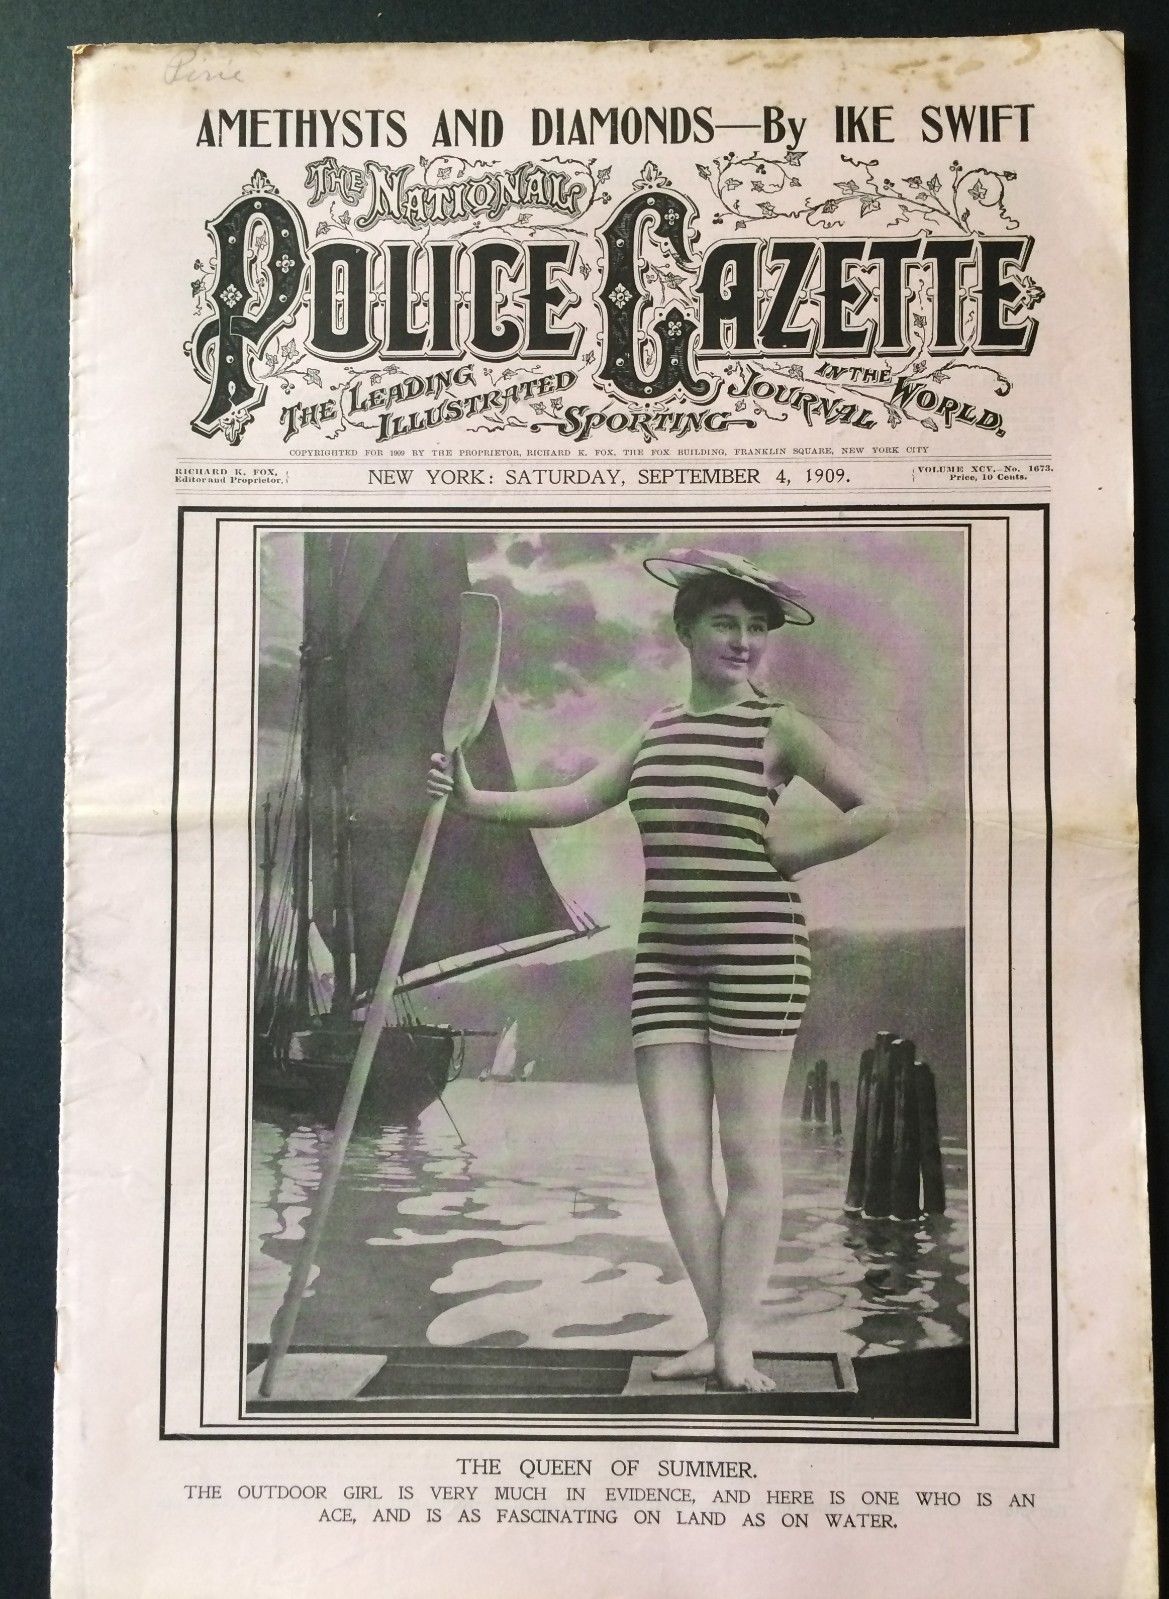 Pirie
AMETHYSTS AND DIAMONDS—By IKE SWIFT
THE NATIONAL
POLICE GAZETTE
THE LEADING ILLUSTRATED SPORTING JOURNAL IN THE WORLD.
COPYRIGHTED FOR 1909 BY THE PROPRIETOR, RICHARD K. FOX, THE FOX BUILDING, FRANKLIN SQUARE, NEW YORK CITY
RICHARD K. FOX,
Editor and Proprietor.
NEW YORK: SATURDAY, SEPTEMBER 4, 1909.
VOLUME XCV.—No. 1673.
Price, 10 Cents.
THE QUEEN OF SUMMER.
THE OUTDOOR GIRL IS VERY MUCH IN EVIDENCE, AND HERE IS ONE WHO IS AN
ACE, AND IS AS FASCINATING ON LAND AS ON WATER.